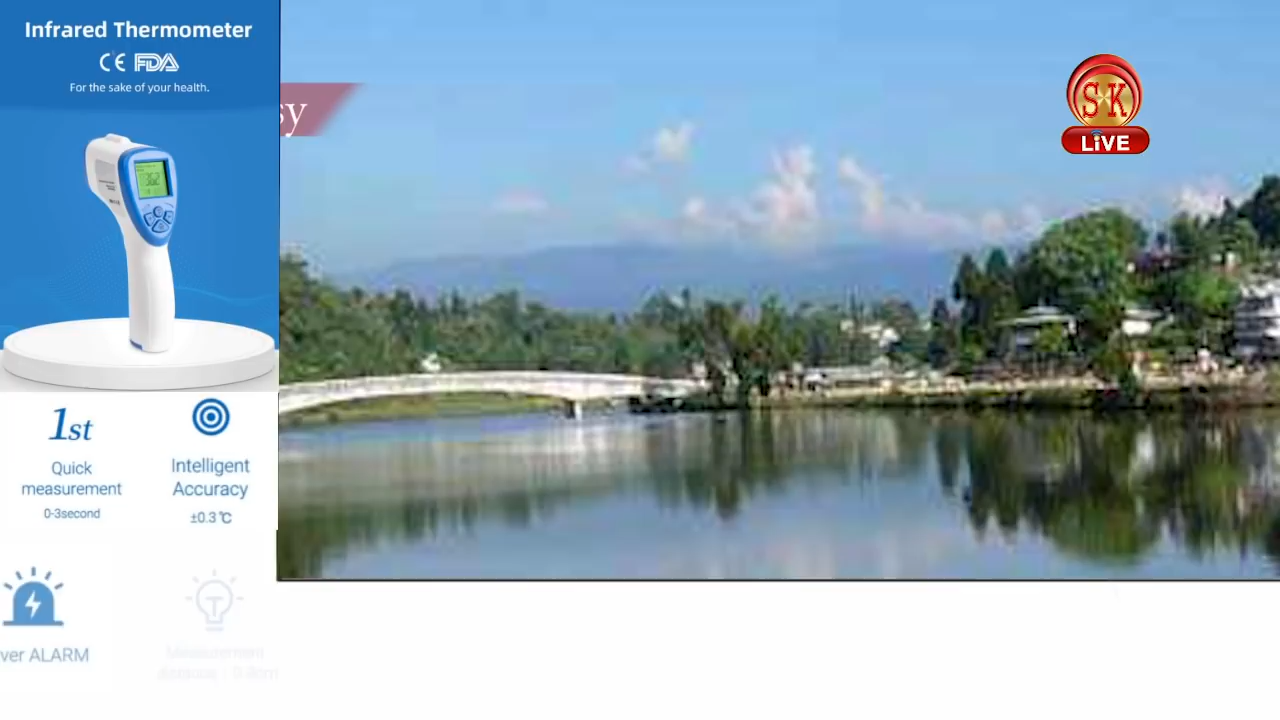 Infrared Thermometer
CE FDA
For the sake of your health.
sy
S K
LiVE
1st
Quick
measurement
0-3second
Intelligent
Accuracy
±0.3℃
ver ALARM